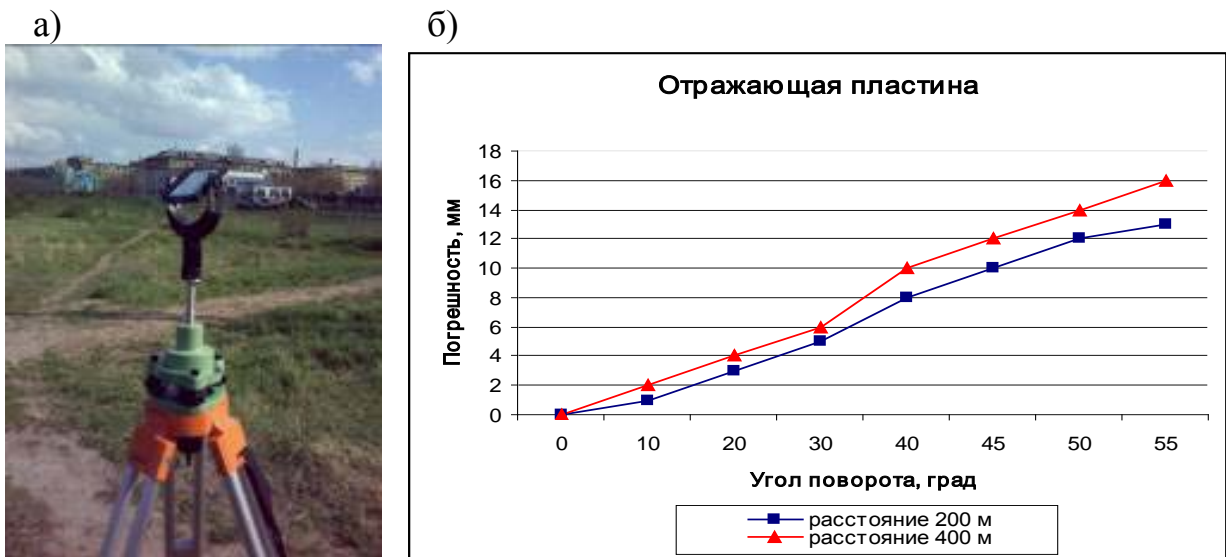 а)
б)
Отражающая пластина
Погрешность, мм
18
16
14
12
10
8
6
4
2
0
0 10 20 30 40 45 50 55
Угол поворота, град
расстояние 200 м
расстояние 400 м